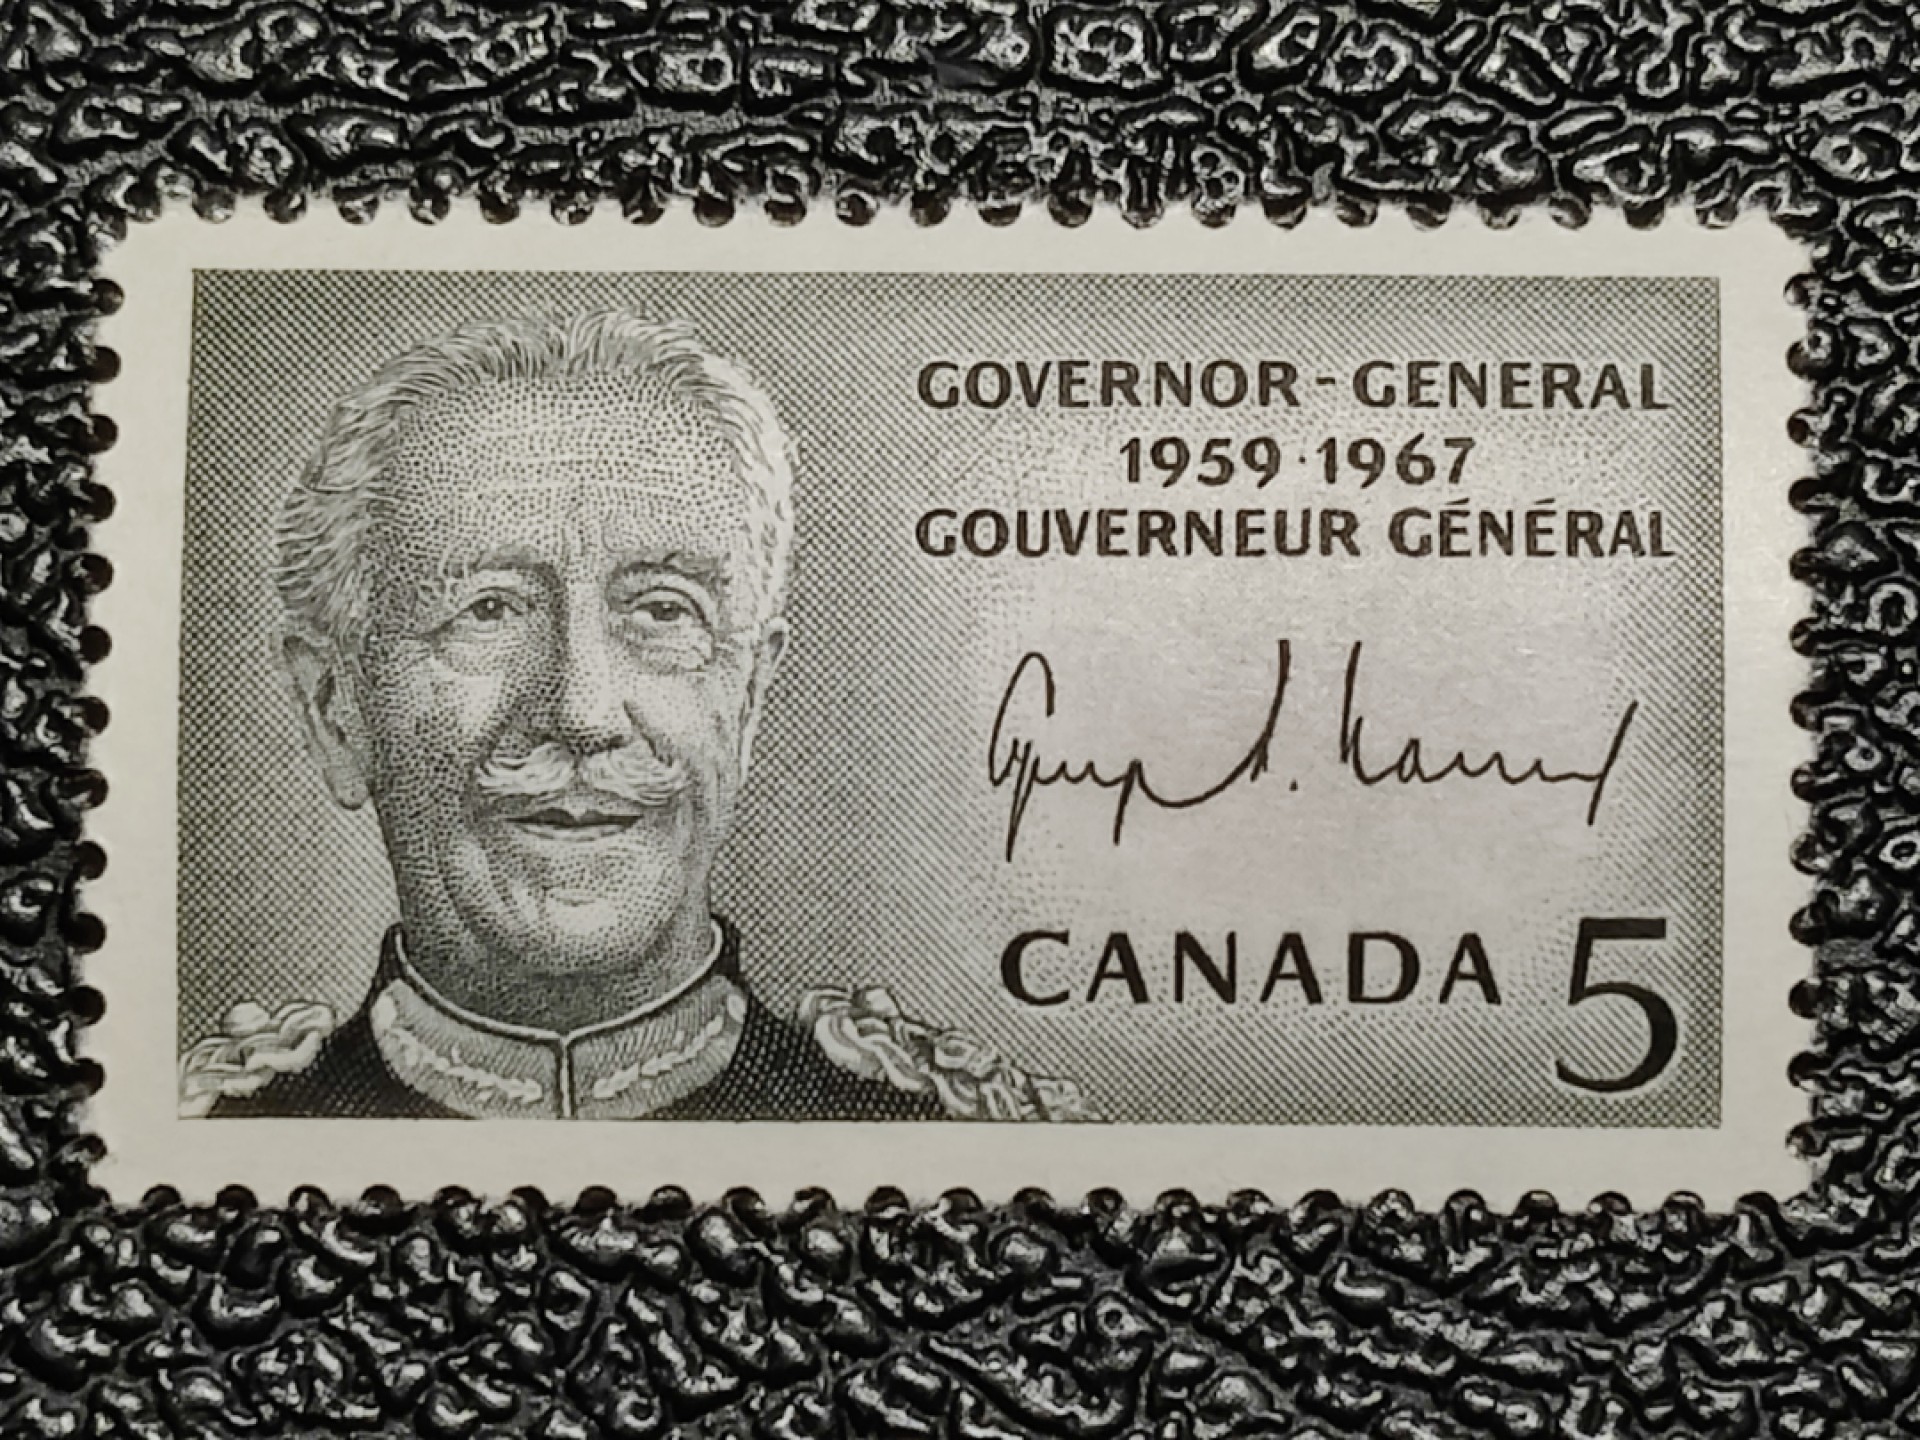 GOVERNOR-GENERAL
1959·1967
GOUVERNEUR GÉNÉRAL
CANADA 5